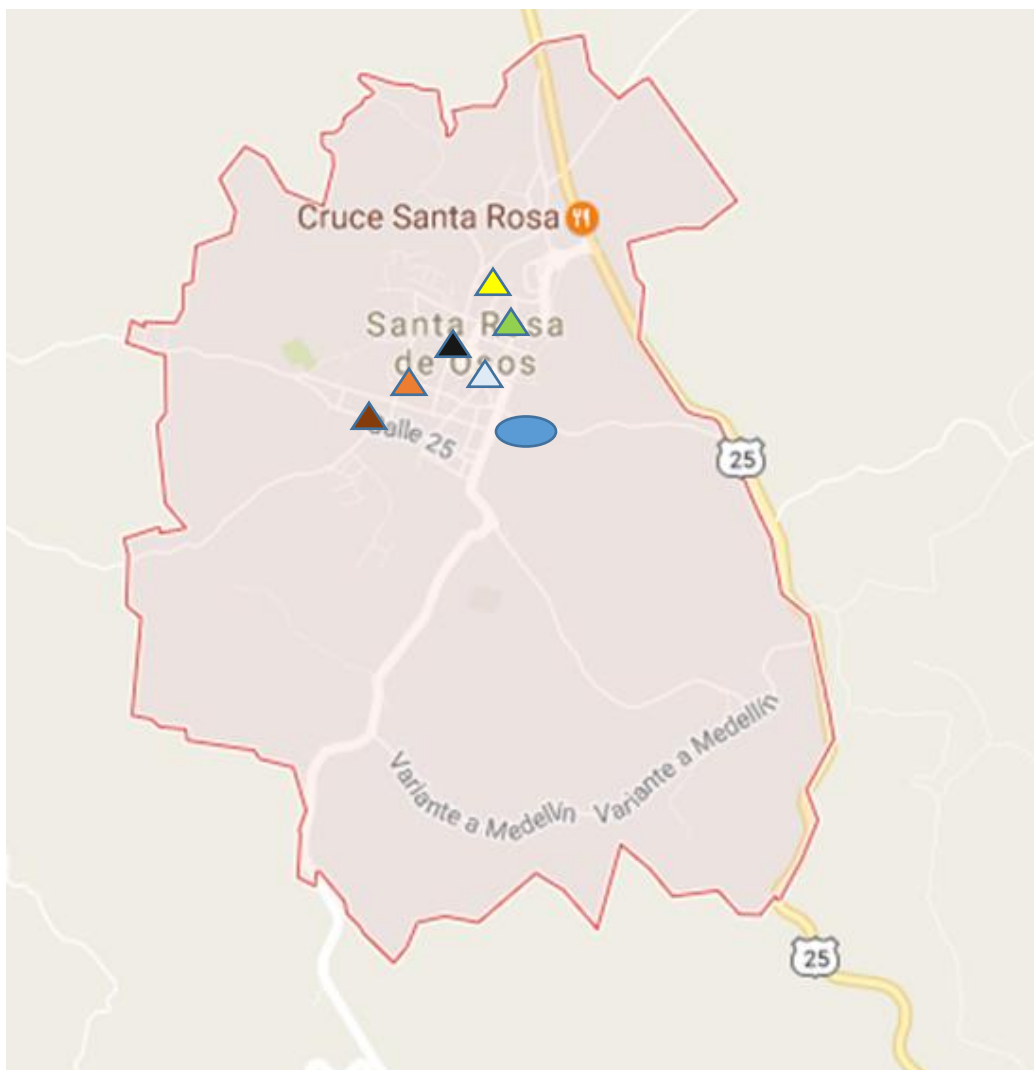 Cruce Santa Rosa
Santa Rosa
de Osos
Calle 25
25
Variante a Medellín
Variante a Medellín
25